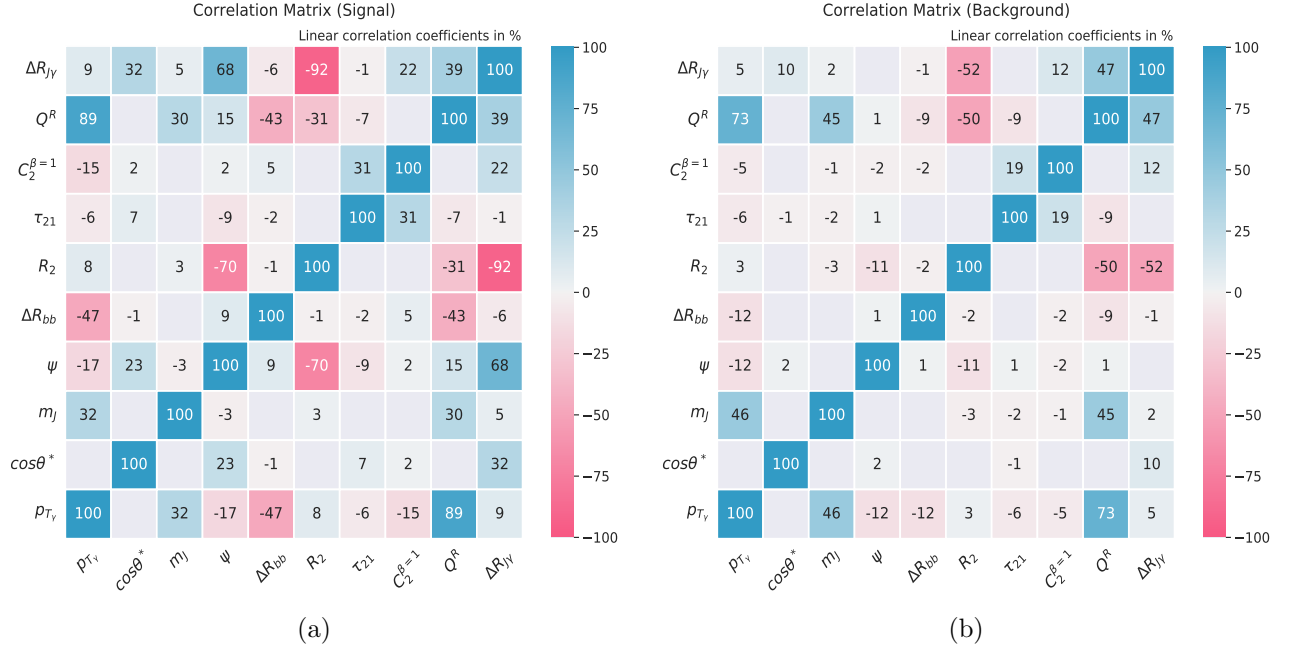 Correlation Matrix (Signal)
Linear correlation coefficients in %
ΔR_Jγ 9 32 5 68 -6 -92 -1 22 39 100
Q^R 89 30 15 -43 -31 -7 100 39
C_2^{β=1} -15 2 2 5 31 100 22
τ_21 -6 7 -9 -2 100 31 -7 -1
R_2 8 3 -70 -1 100 -31 -92
ΔR_bb -47 -1 9 100 -1 -2 5 -43 -6
ψ -17 23 -3 100 9 -70 -9 2 15 68
m_J 32 100 -3 3 30 5
cosθ* 100 23 -1 7 2 32
p_Tγ 100 32 -17 -47 8 -6 -15 89 9
p_Tγ cosθ* m_J ψ ΔR_bb R_2 τ_21 C_2^{β=1} Q^R ΔR_Jγ
100
75
50
25
0
−25
−50
−75
−100
(a)
Correlation Matrix (Background)
Linear correlation coefficients in %
ΔR_Jγ 5 10 2 -1 -52 12 47 100
Q^R 73 45 1 -9 -50 -9 100 47
C_2^{β=1} -5 -1 -2 -2 19 100 12
τ_21 -6 -1 -2 1 100 19 -9
R_2 3 -3 -11 -2 100 -50 -52
ΔR_bb -12 1 100 -2 -2 -9 -1
ψ -12 2 100 1 -11 1 -2 1
m_J 46 100 -3 -2 -1 45 2
cosθ* 100 2 -1 10
p_Tγ 100 46 -12 -12 3 -6 -5 73 5
p_Tγ cosθ* m_J ψ ΔR_bb R_2 τ_21 C_2^{β=1} Q^R ΔR_Jγ
100
75
50
25
0
−25
−50
−75
−100
(b)